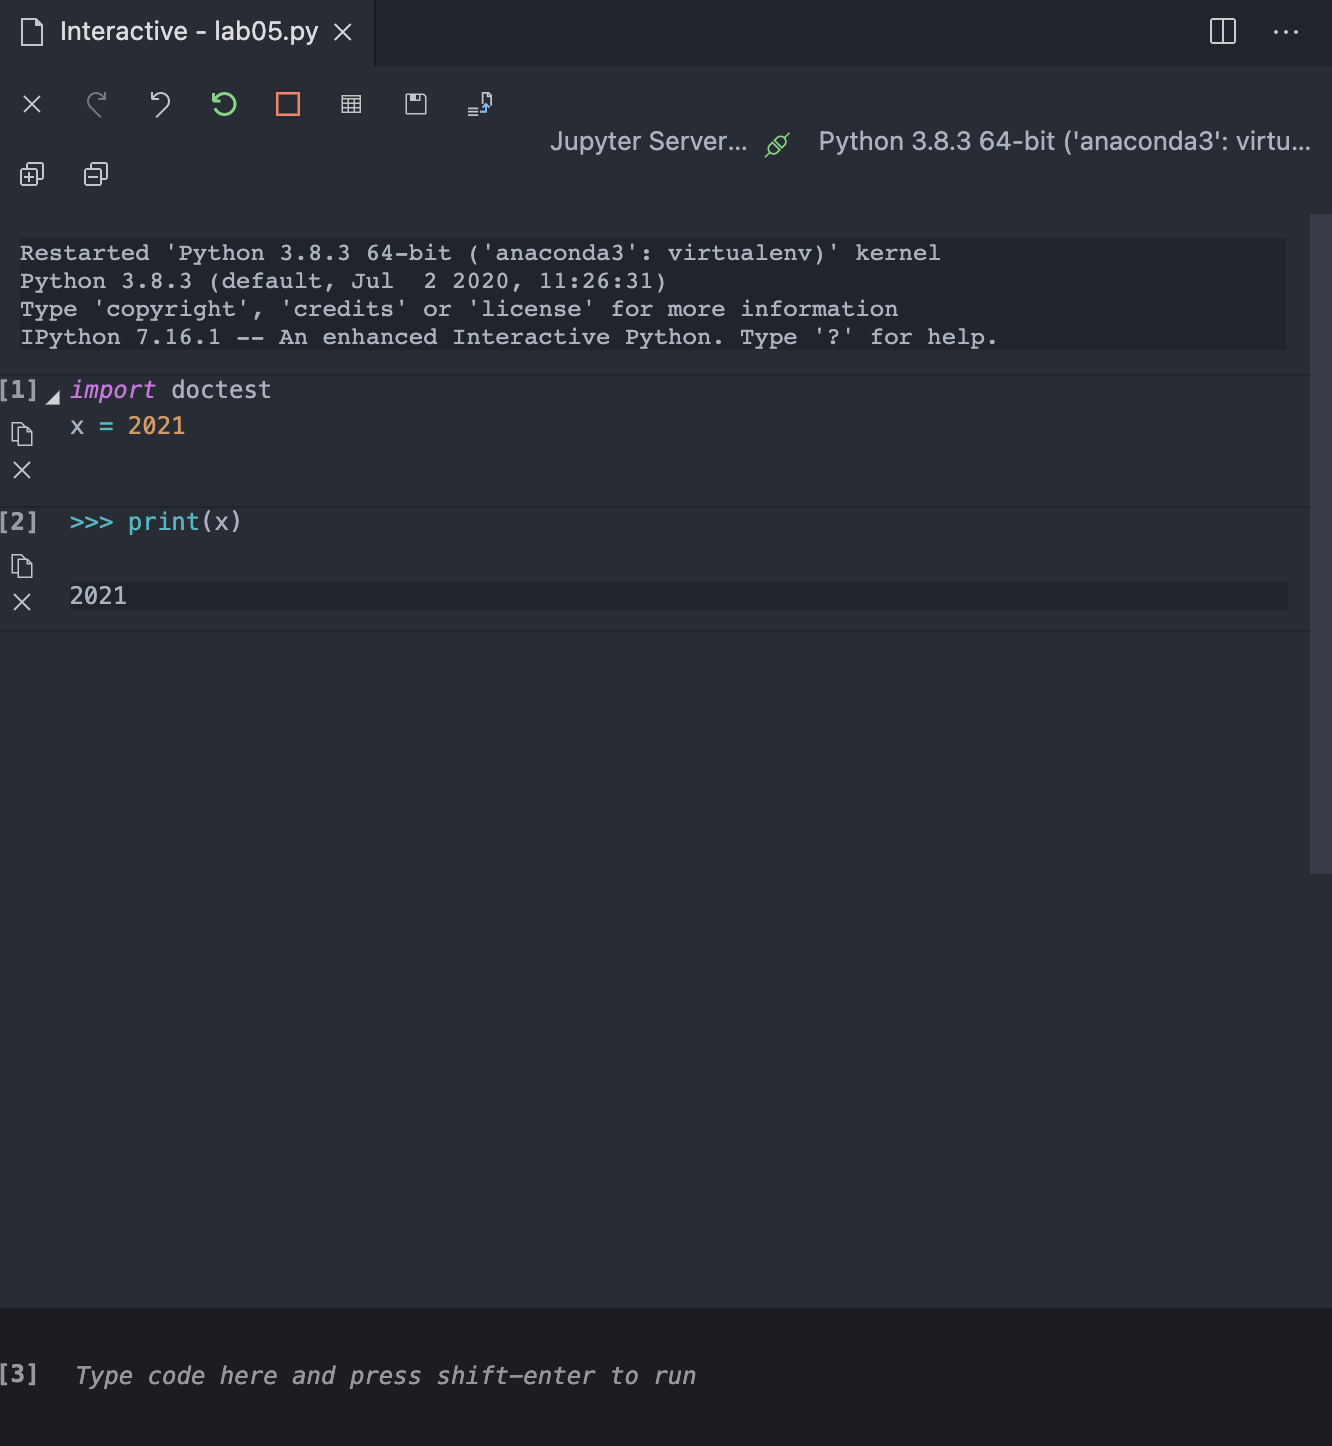 Interactive - lab05.py
Jupyter Server... Python 3.8.3 64-bit ('anaconda3': virtu...
Restarted 'Python 3.8.3 64-bit ('anaconda3': virtualenv)' kernel
Python 3.8.3 (default, Jul  2 2020, 11:26:31)
Type 'copyright', 'credits' or 'license' for more information
IPython 7.16.1 -- An enhanced Interactive Python. Type '?' for help.
[1] import doctest
x = 2021
[2] >>> print(x)
2021
[3] Type code here and press shift-enter to run